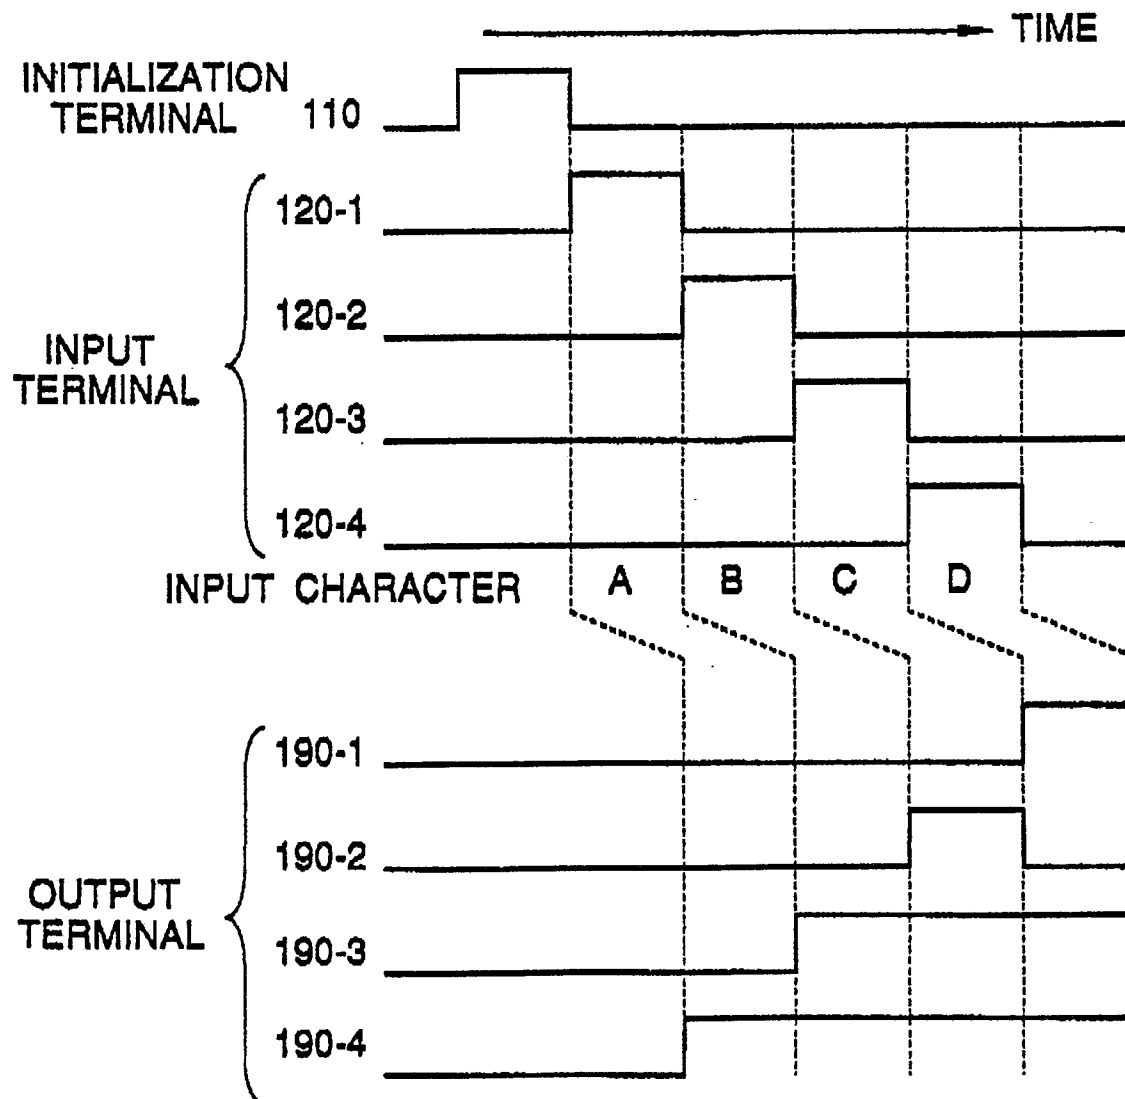 TIME
INITIALIZATION
TERMINAL 110
120-1
120-2
INPUT
TERMINAL
120-3
120-4
INPUT CHARACTER A B C D
190-1
190-2
OUTPUT
TERMINAL
190-3
190-4